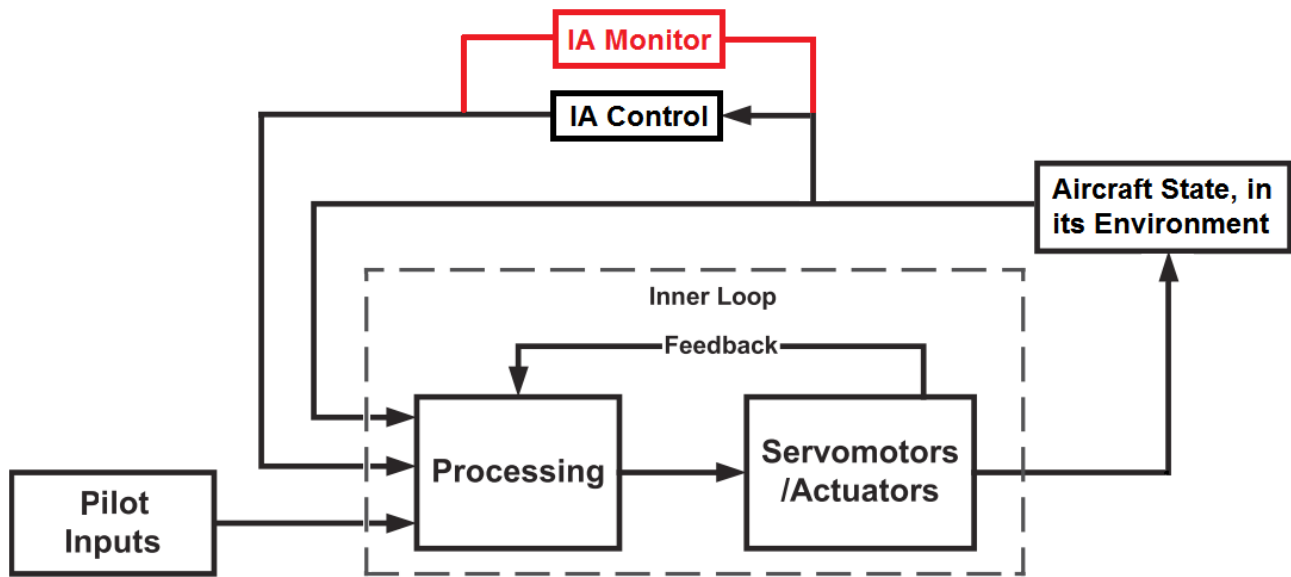 IA Monitor
IA Control
Aircraft State, in
its Environment
Inner Loop
Feedback
Processing
Servomotors
/Actuators
Pilot
Inputs